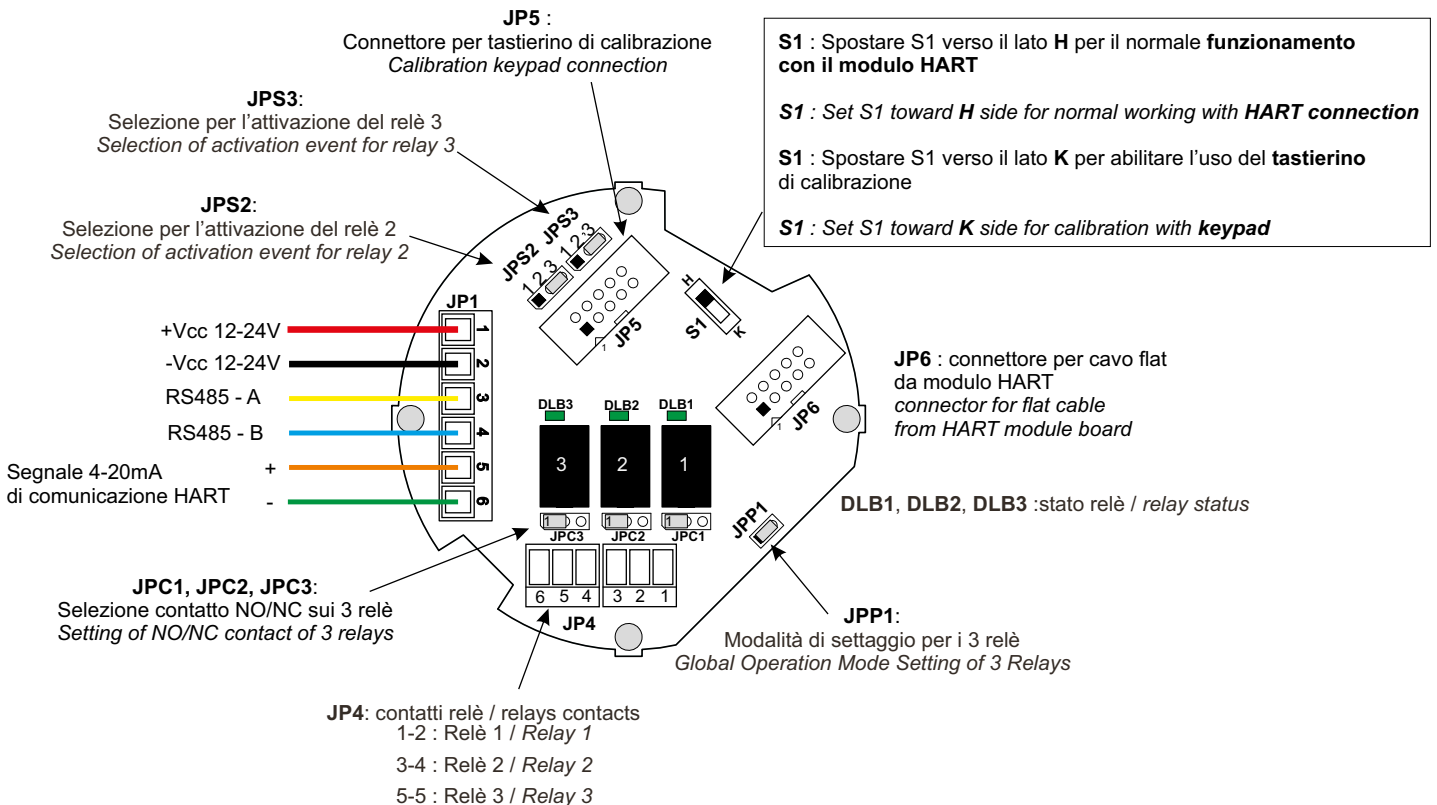 JP5 :
Connettore per tastierino di calibrazione
Calibration keypad connection
S1 : Spostare S1 verso il lato H per il normale funzionamento
con il modulo HART
S1 : Set S1 toward H side for normal working with HART connection
S1 : Spostare S1 verso il lato K per abilitare l'uso del tastierino
di calibrazione
S1 : Set S1 toward K side for calibration with keypad
JPS3:
Selezione per l'attivazione del relè 3
Selection of activation event for relay 3
JPS2:
Selezione per l'attivazione del relè 2
Selection of activation event for relay 2
JPS2
1 2 3
JPS3
1 2 3
JP5
1
H
S1
K
JP1
1
2
3
4
5
6
+Vcc 12-24V
-Vcc 12-24V
RS485 - A
RS485 - B
Segnale 4-20mA
di comunicazione HART
+
-
JP6
1
JP6 : connettore per cavo flat
da modulo HART
connector for flat cable
from HART module board
DLB3
DLB2
DLB1
3
2
1
1
1
1
JPC3
JPC2
JPC1
6 5 4
3 2 1
JP4
JPP1
DLB1, DLB2, DLB3 :stato relè / relay status
JPC1, JPC2, JPC3:
Selezione contatto NO/NC sui 3 relè
Setting of NO/NC contact of 3 relays
JPP1:
Modalità di settaggio per i 3 relè
Global Operation Mode Setting of 3 Relays
JP4: contatti relè / relays contacts
1-2 : Relè 1 / Relay 1
3-4 : Relè 2 / Relay 2
5-5 : Relè 3 / Relay 3